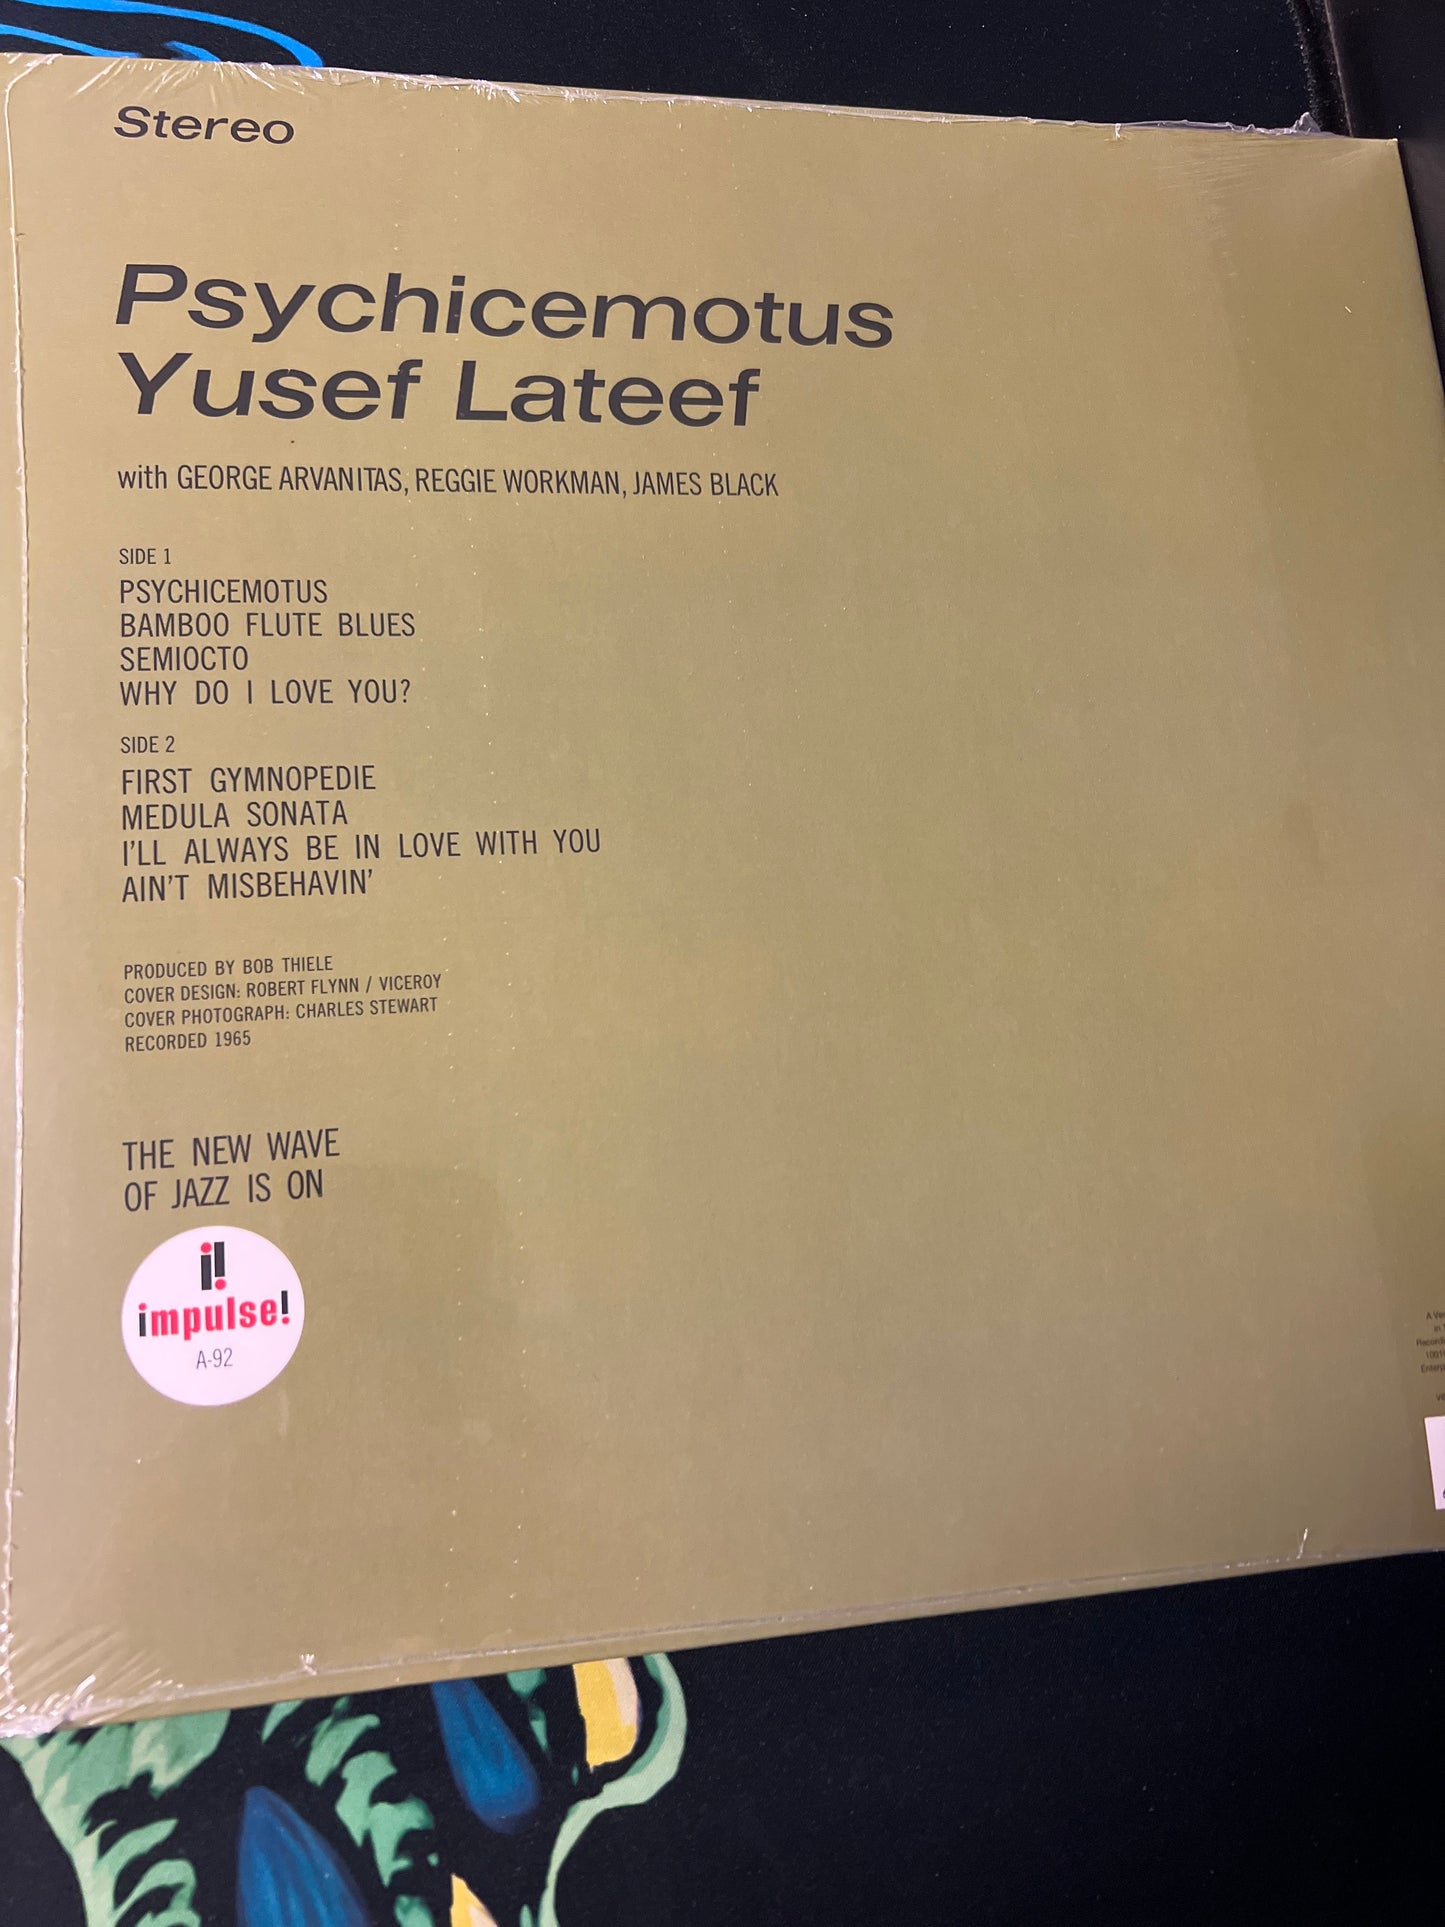 Stereo
Psychicemotus
Yusef Lateef
with GEORGE ARVANITAS, REGGIE WORKMAN, JAMES BLACK
SIDE 1
PSYCHICEMOTUS
BAMBOO FLUTE BLUES
SEMIOCTO
WHY DO I LOVE YOU?
SIDE 2
FIRST GYMNOPEDIE
MEDULA SONATA
I'LL ALWAYS BE IN LOVE WITH YOU
AIN'T MISBEHAVIN'
PRODUCED BY BOB THIELE
COVER DESIGN: ROBERT FLYNN / VICEROY
COVER PHOTOGRAPH: CHARLES STEWART
RECORDED 1965
THE NEW WAVE
OF JAZZ IS ON
i!
impulse!
A-92
A
in